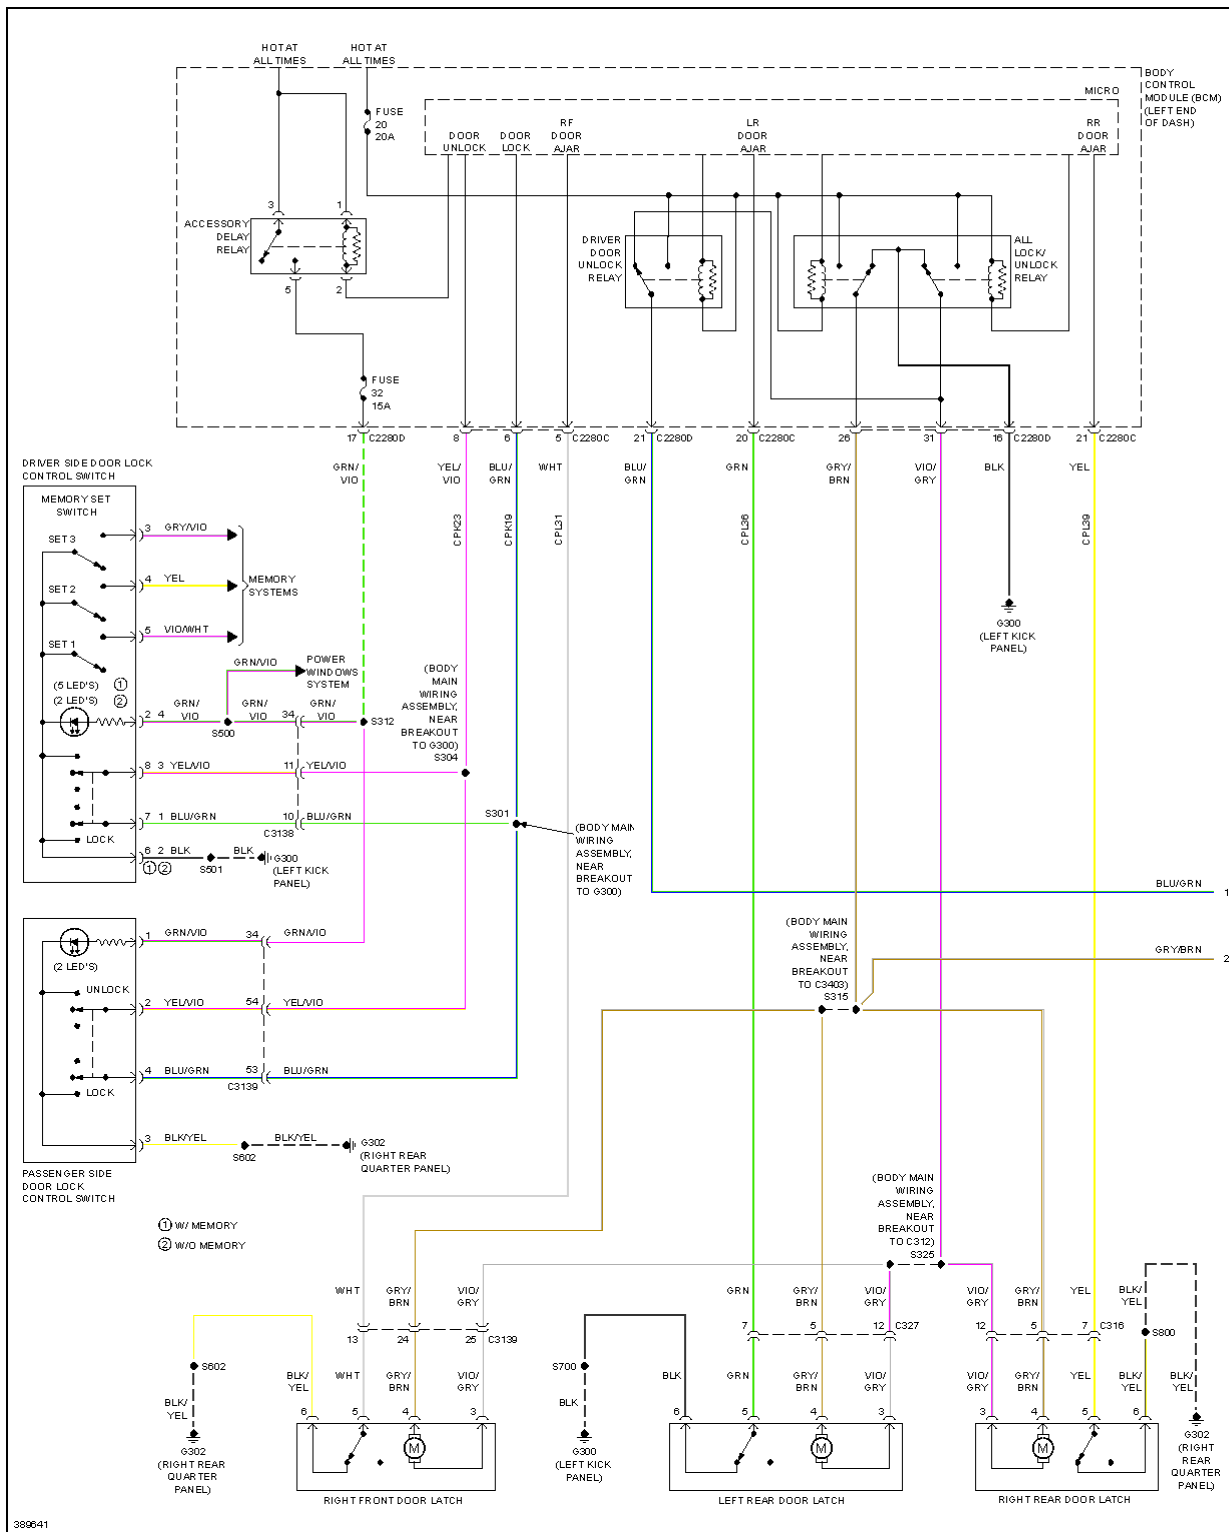 HOT AT
ALL TIMES
HOT AT
ALL TIMES
BODY
CONTROL
MODULE (BCM)
(LEFT END
OF DASH)
MICRO
FUSE
20
20A
DOOR
UNLOCK
DOOR
LOCK
RF
DOOR
AJAR
LR
DOOR
AJAR
RR
DOOR
AJAR
3
1
ACCESSORY
DELAY
RELAY
5
2
DRIVER
DOOR
UNLOCK
RELAY
ALL
LOCK/
UNLOCK
RELAY
FUSE
32
15A
17
C2280D
8
6
5
C2280C
21
C2280D
20
C2280C
26
31
16
C2280D
21
C2280C
DRIVER SIDE DOOR LOCK
CONTROL SWITCH
GRN/
VIO
YEL/
VIO
BLU/
GRN
WHT
BLU/
GRN
GRN
GRY/
BRN
VIO/
GRY
BLK
YEL
CPK23
CPK19
CPL31
CPL36
CPL39
MEMORY SET
SWITCH
3
GRY/VIO
SET 3
4
YEL
MEMORY
SYSTEMS
SET 2
5
VIO/WHT
SET 1
G300
(LEFT KICK
PANEL)
GRN/VIO
POWER
WINDOWS
SYSTEM
(5 LED'S) 1
(2 LED'S) 2
(BODY
MAIN
WIRING
ASSEMBLY,
NEAR
BREAKOUT
TO G300)
S304
2 4
GRN/
VIO
GRN/
VIO
34
GRN/
VIO
S312
S500
8 3 YEL/VIO
11
YEL/VIO
7 1 BLU/GRN
10
BLU/GRN
S301
C3138
LOCK
(BODY MAIN
WIRING
ASSEMBLY,
NEAR
BREAKOUT
TO G300)
6 2 BLK
BLK
1 2
S501
G300
(LEFT KICK
PANEL)
BLU/GRN
1
1
GRN/VIO
34
GRN/VIO
(2 LED'S)
(BODY MAIN
WIRING
ASSEMBLY,
NEAR
BREAKOUT
TO C3403)
S315
GRY/BRN
2
UNLOCK
2
YEL/VIO
54
YEL/VIO
4
BLU/GRN
53
BLU/GRN
C3139
LOCK
3
BLK/YEL
BLK/YEL
S602
G302
(RIGHT REAR
QUARTER PANEL)
PASSENGER SIDE
DOOR LOCK
CONTROL SWITCH
(BODY MAIN
WIRING
ASSEMBLY,
NEAR
BREAKOUT
TO C312)
S325
1 W/ MEMORY
2 W/O MEMORY
WHT
GRY/
BRN
VIO/
GRY
GRN
GRY/
BRN
VIO/
GRY
VIO/
GRY
GRY/
BRN
YEL
BLK/
YEL
13
24
25
C3139
7
5
12
C327
12
5
7
C316
S800
S602
BLK/
YEL
WHT
GRY/
BRN
VIO/
GRY
S700
BLK
GRN
GRY/
BRN
VIO/
GRY
VIO/
GRY
GRY/
BRN
YEL
BLK/
YEL
BLK/
YEL
BLK/
YEL
BLK
6
5
4
3
6
5
4
3
3
4
5
6
G302
(RIGHT REAR
QUARTER
PANEL)
M
G300
(LEFT KICK
PANEL)
M
M
G302
(RIGHT
REAR
QUARTER
PANEL)
RIGHT FRONT DOOR LATCH
LEFT REAR DOOR LATCH
RIGHT REAR DOOR LATCH
389641